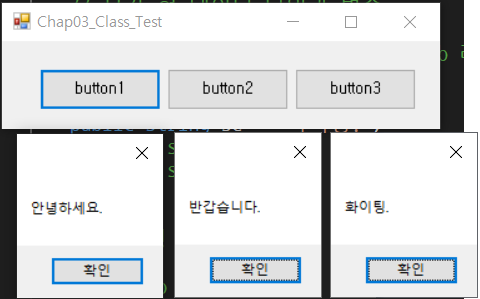 Chap03_Class_Test
button1
button2
button3
안녕하세요.
확인
반갑습니다.
확인
화이팅.
확인